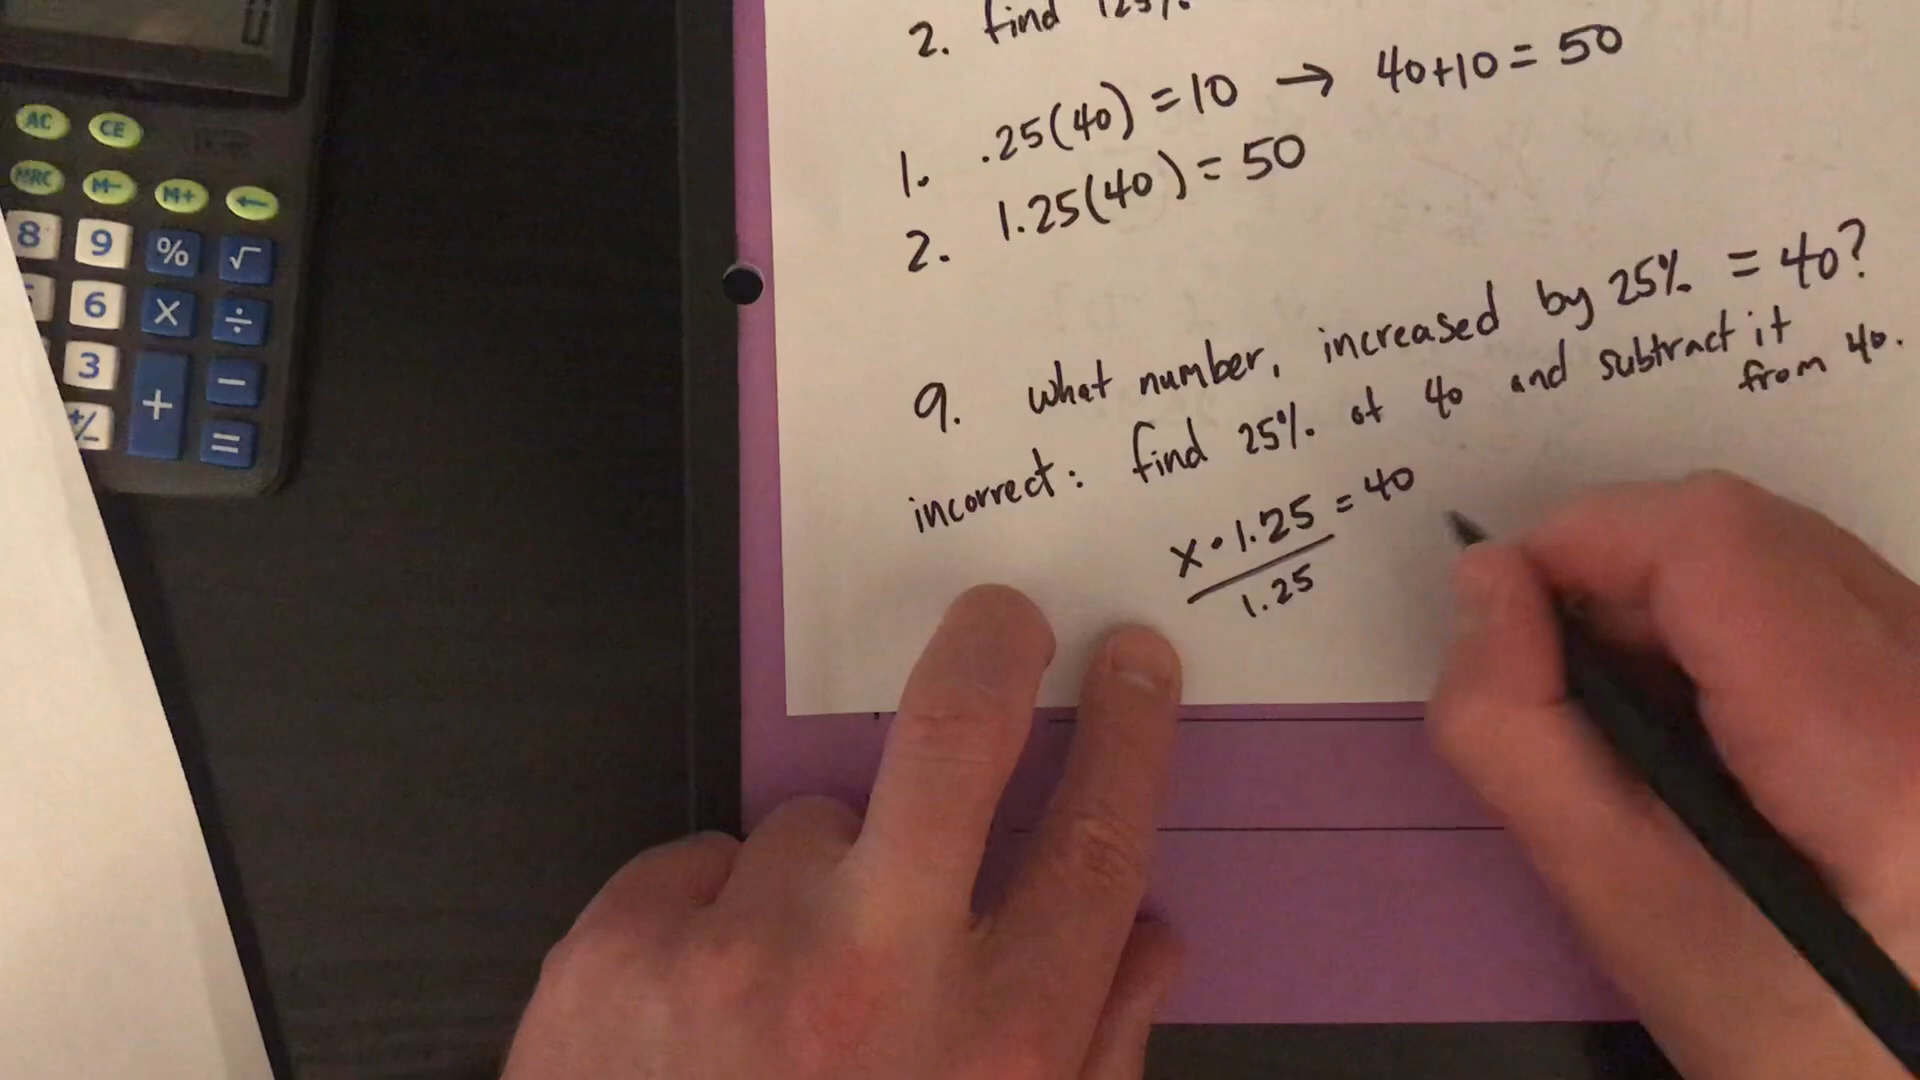 2. find 125%
1. .25(40) = 10 → 40+10 = 50
2. 1.25(40) = 50
9. what number, increased by 25% = 40?
incorrect: find 25% of 40 and subtract it
from 40.
x • 1.25 = 40
1.25
AC CE
MRC M- M+ ←
8 9 % √
6 X ÷
3 + −
+/- =